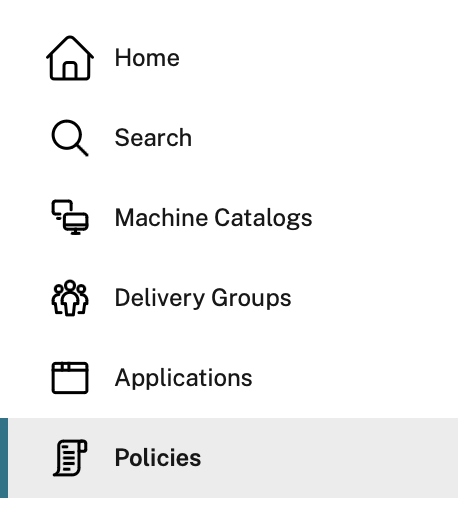 Home
Search
Machine Catalogs
Delivery Groups
Applications
Policies